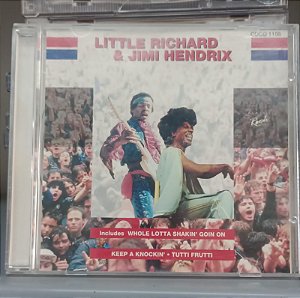 LITTLE RICHARD
& JIMI HENDRIX
Includes WHOLE LOTTA SHAKIN' GOIN ON
KEEP A KNOCKIN' • TUTTI FRUTTI